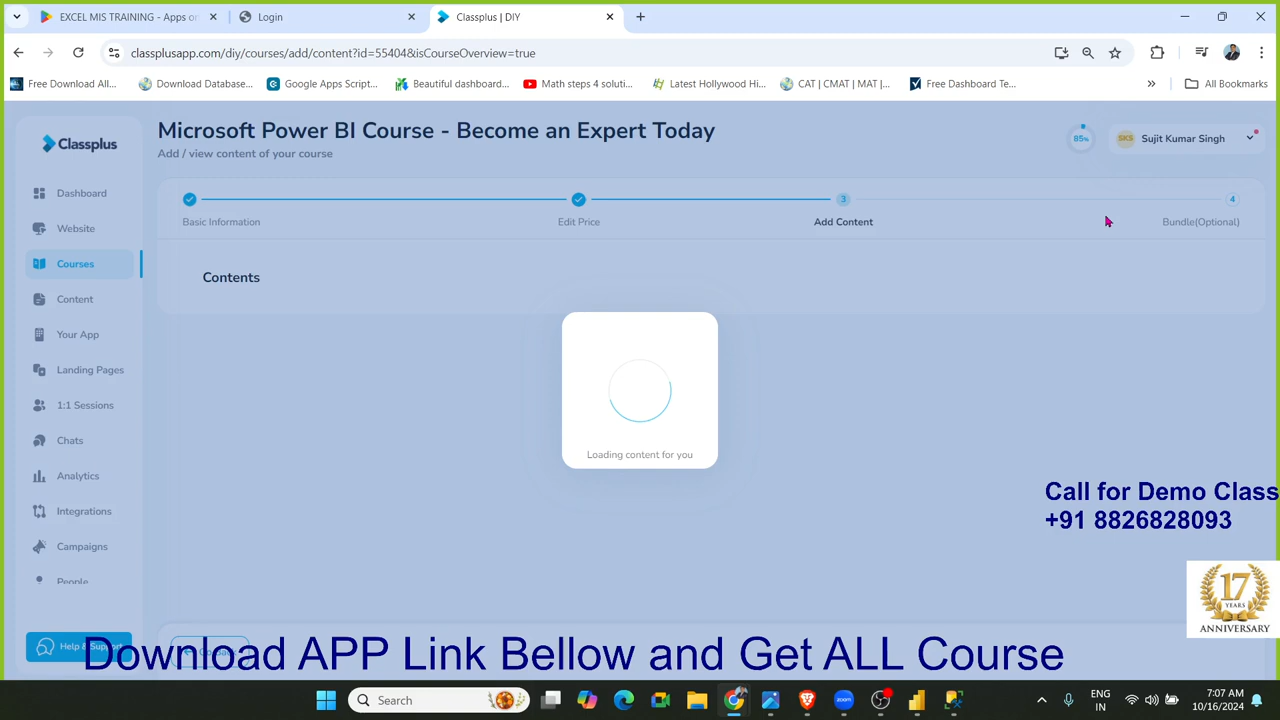 EXCEL MIS TRAINING - Apps or
Login
Classplus | DIY
classplusapp.com/diy/courses/add/content?id=55404&isCourseOverview=true
Free Download All...
Download Database...
Google Apps Script...
Beautiful dashboard...
Math steps 4 soluti...
Latest Hollywood Hi...
CAT | CMAT | MAT |...
Free Dashboard Te...
All Bookmarks
Classplus
Microsoft Power BI Course - Become an Expert Today
Add / view content of your course
85%
SKS
Sujit Kumar Singh
Dashboard
Website
Courses
Content
Your App
Landing Pages
1:1 Sessions
Chats
Analytics
Integrations
Campaigns
People
Help & Support
3
4
Basic Information
Edit Price
Add Content
Bundle(Optional)
Contents
Loading content for you
Call for Demo Class
+91 8826828093
17
YEARS
ANNIVERSARY
Download APP Link Bellow and Get ALL Course
Search
zoom
ENG
IN
7:07 AM
10/16/2024